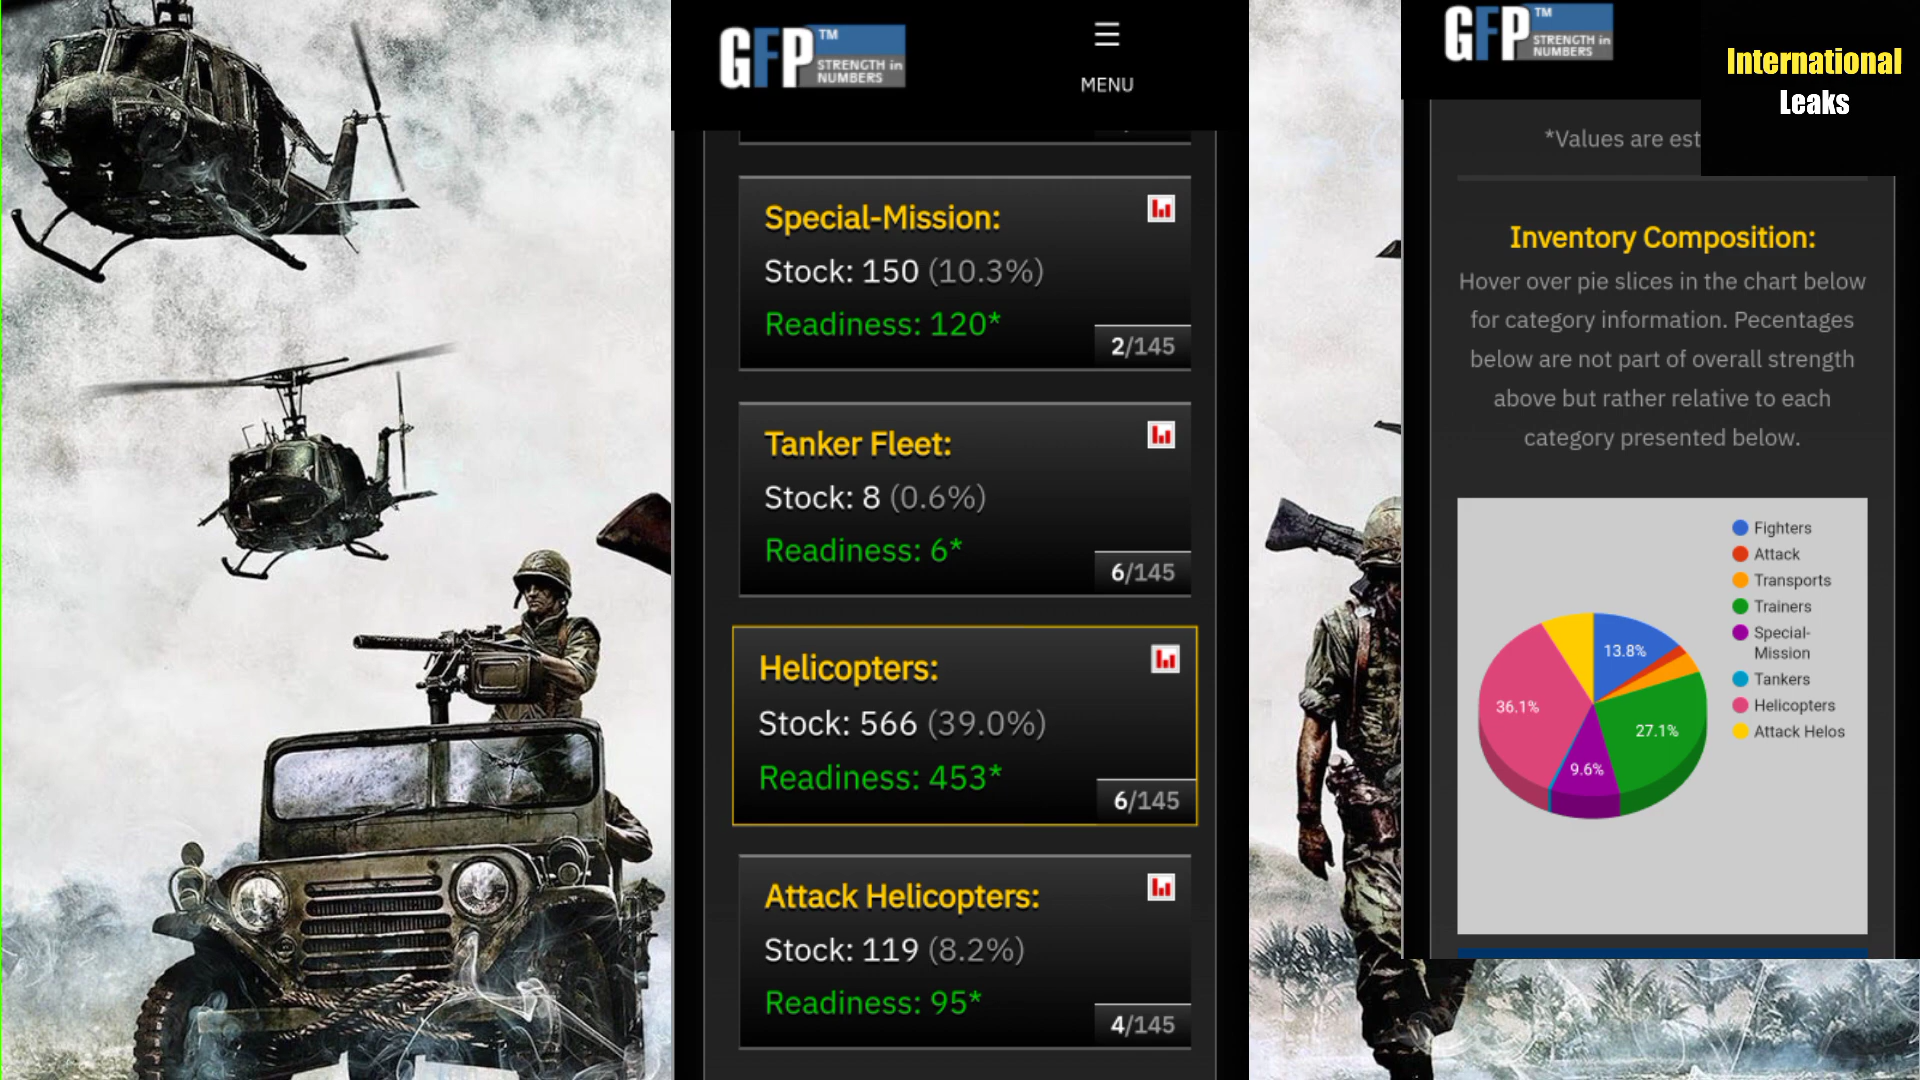 GFP
TM
STRENGTH in
NUMBERS
MENU
Special-Mission:
Stock: 150 (10.3%)
Readiness: 120*
2/145
Tanker Fleet:
Stock: 8 (0.6%)
Readiness: 6*
6/145
Helicopters:
Stock: 566 (39.0%)
Readiness: 453*
6/145
Attack Helicopters:
Stock: 119 (8.2%)
Readiness: 95*
4/145
GFP
TM
STRENGTH in
NUMBERS
International
Leaks
*Values are est
Inventory Composition:
Hover over pie slices in the chart below
for category information. Pecentages
below are not part of overall strength
above but rather relative to each
category presented below.
Fighters
Attack
Transports
Trainers
Special-
Mission
Tankers
Helicopters
Attack Helos
13.8%
36.1%
27.1%
9.6%